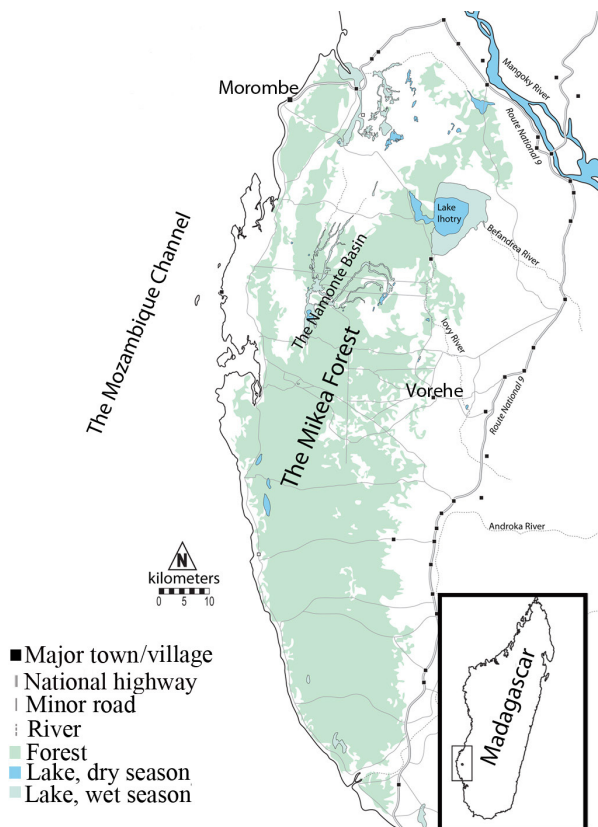 Mangoky River
Morombe
Route National 9
Lake
Ihotry
Befandrea River
The Mozambique Channel
The Namonte Basin
Iovy River
The Mikea Forest
Vorehe
Route National 9
Androka River
N
kilometers
0 5 10
Major town/village
National highway
Minor road
River
Forest
Lake, dry season
Lake, wet season
Madagascar